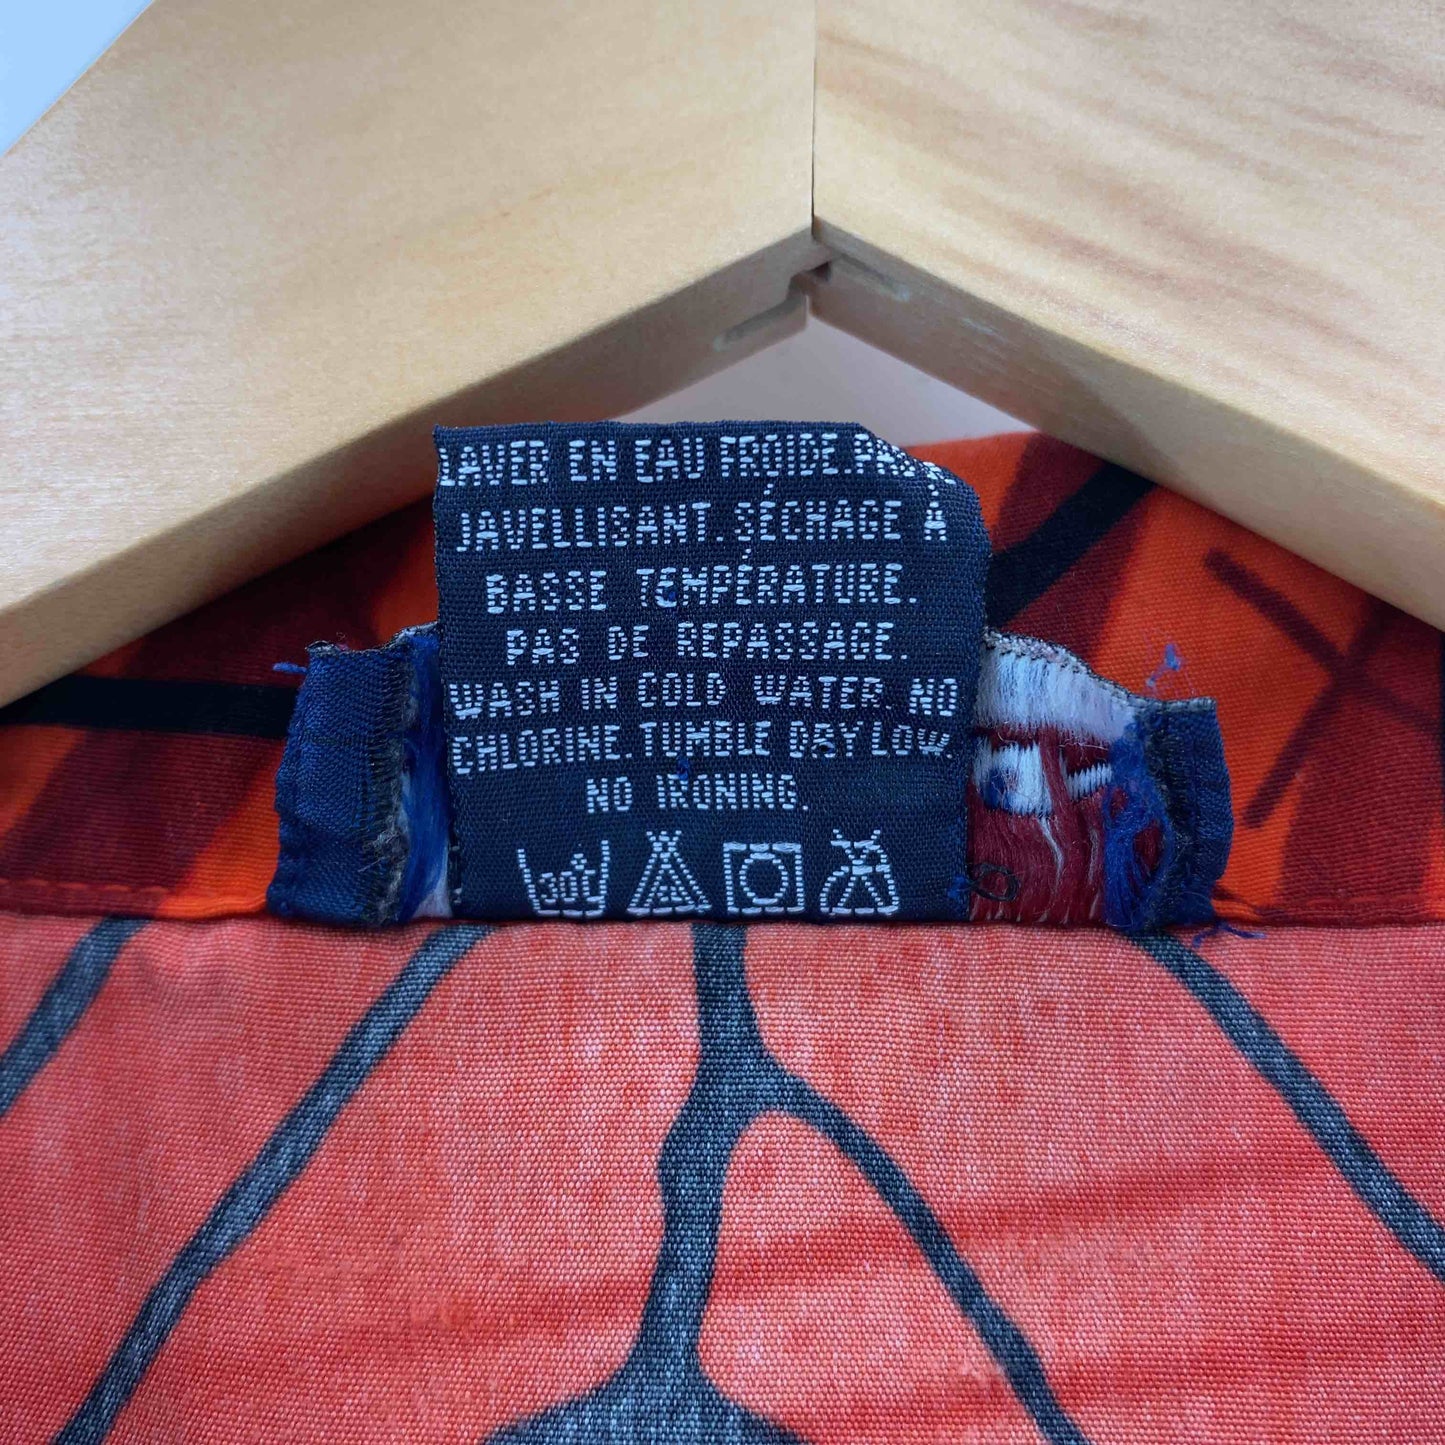 LAVER EN EAU FROIDE. PAS
JAVELLISANT. SÉCHAGE À
BASSE TEMPÉRATURE.
PAS DE REPASSAGE.
WASH IN COLD WATER. NO
CHLORINE. TUMBLE DRY LOW.
NO IRONING.
30°C